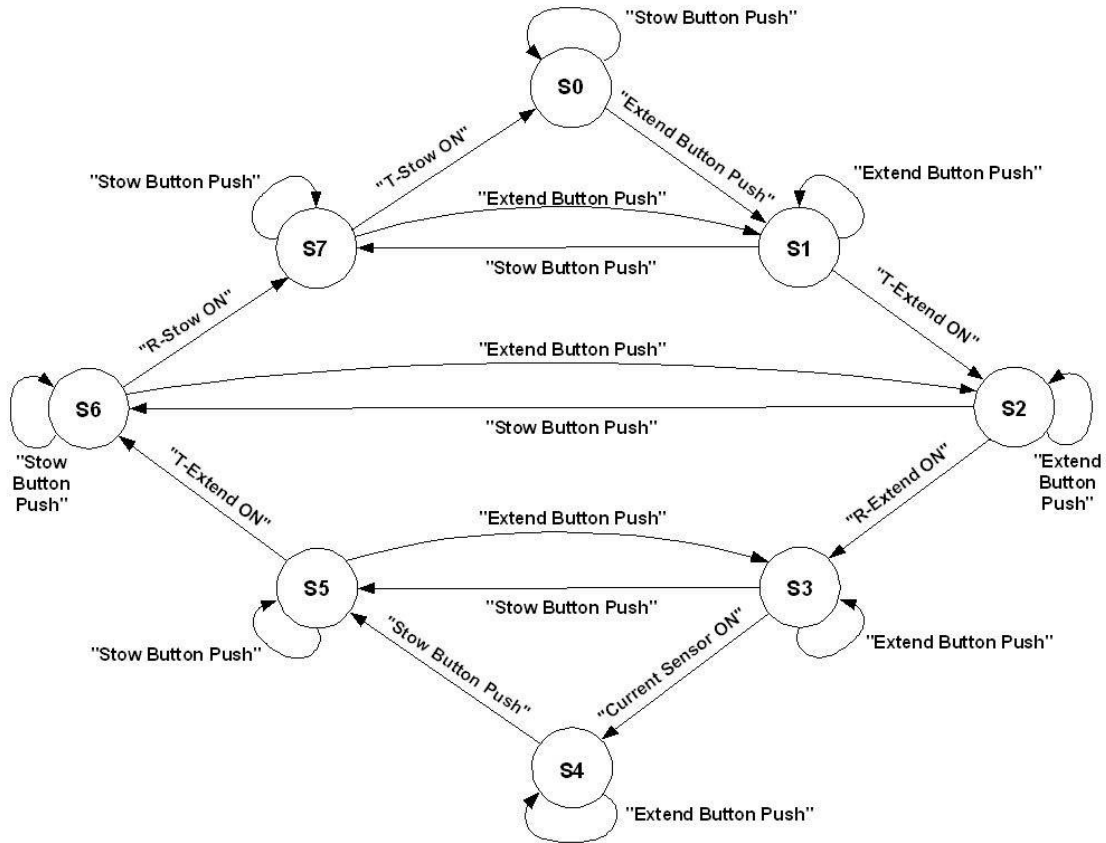 "Stow Button Push"
S0
"T-Stow ON"
"Extend Button Push"
"Stow Button Push"
"Extend Button Push"
"Extend Button Push"
S7
S1
"Stow Button Push"
"R-Stow ON"
"T-Extend ON"
"Extend Button Push"
S6
S2
"Stow Button Push"
"Stow
Button
Push"
"Extend
Button
Push"
"T-Extend ON"
"R-Extend ON"
"Extend Button Push"
S5
S3
"Stow Button Push"
"Stow Button Push"
"Stow Button Push"
"Current Sensor ON"
"Extend Button Push"
S4
"Extend Button Push"